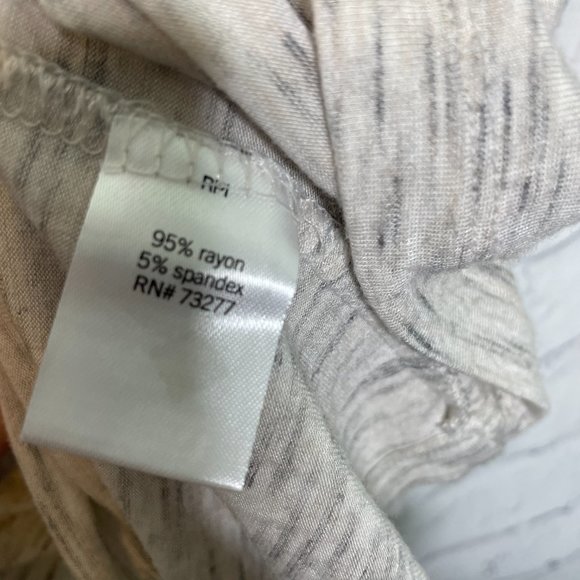 95% rayon
5% spandex
RN# 73277